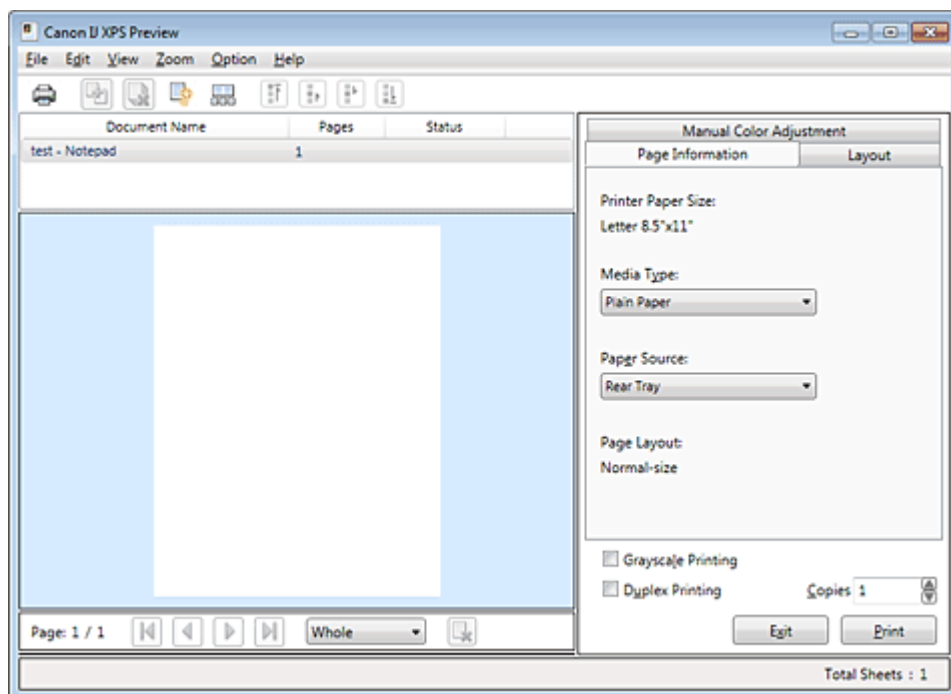 Canon IJ XPS Preview
File Edit View Zoom Option Help
Document Name Pages Status
test - Notepad 1
Manual Color Adjustment
Page Information Layout
Printer Paper Size:
Letter 8.5"x11"
Media Type:
Plain Paper
Paper Source:
Rear Tray
Page Layout:
Normal-size
Grayscale Printing
Duplex Printing Copies 1
Page: 1 / 1 Whole Exit Print
Total Sheets : 1